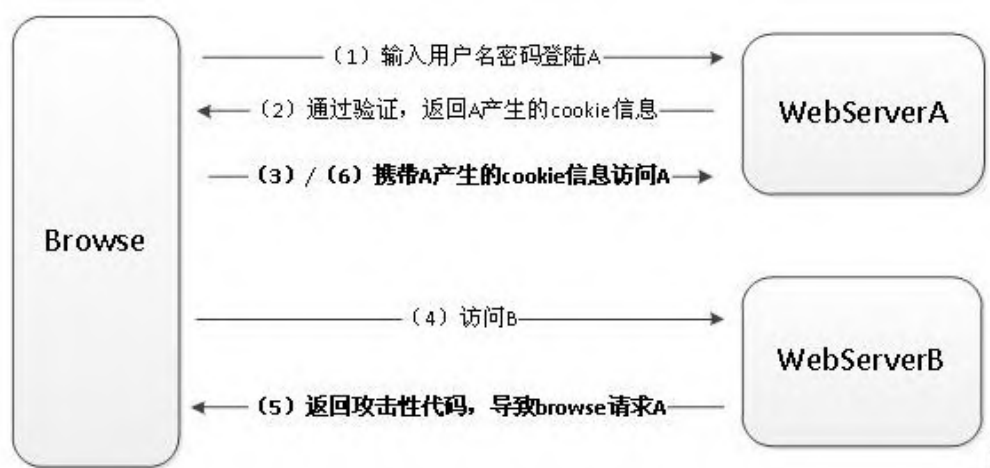 (1) 输入用户名密码登陆A
WebServerA
(2) 通过验证，返回A产生的cookie信息
(3) / (6) 携带A产生的cookie信息访问A
Browse
(4) 访问B
WebServerB
(5) 返回攻击性代码，导致browse请求A